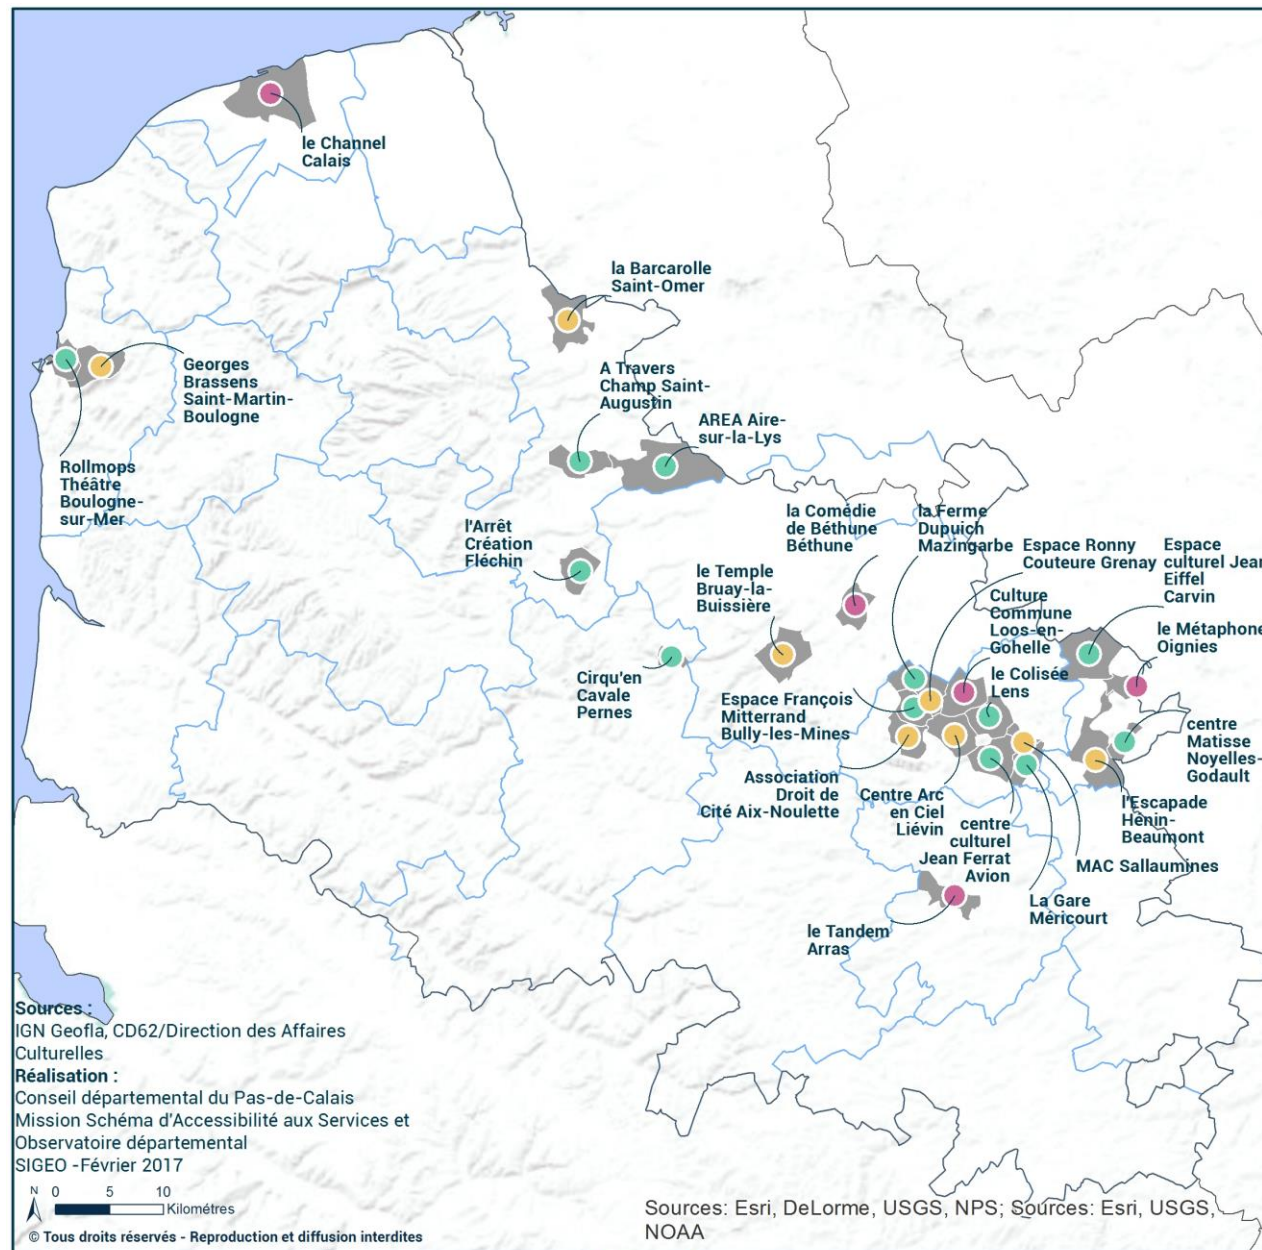 le Channel
Calais
la Barcarolle
Saint-Omer
Georges
Brassens
Saint-Martin-
Boulogne
A Travers
Champ Saint-
Augustin
AREA Aire-
sur-la-Lys
Rollmops
Théâtre
Boulogne-
sur-Mer
l'Arrêt
Création
Fléchin
la Comédie
de Béthune
Béthune
la Ferme
Dupuich
Mazingarbe
Espace Ronny
Couteure Grenay
Espace
culturel Jean
Eiffel
Carvin
le Temple
Bruay-la-
Buissière
Culture
Commune
Loos-en-
Gohelle
le Métaphone
Oignies
Cirqu'en
Cavale
Pernes
le Colisée
Lens
Espace François
Mitterrand
Bully-les-Mines
centre
Matisse
Noyelles-
Godault
Association
Droit de
Cité Aix-Noulette
Centre Arc
en Ciel
Liévin
centre
culturel
Jean Ferrat
Avion
l'Escapade
Hénin-
Beaumont
MAC Sallaumines
La Gare
Méricourt
le Tandem
Arras
Sources :
IGN Geofla, CD62/Direction des Affaires
Culturelles
Réalisation :
Conseil départemental du Pas-de-Calais
Mission Schéma d'Accessibilité aux Services et
Observatoire départemental
SIGEO -Février 2017
N
0 5 10
Kilométres
© Tous droits réservés - Reproduction et diffusion interdites
Sources: Esri, DeLorme, USGS, NPS; Sources: Esri, USGS,
NOAA